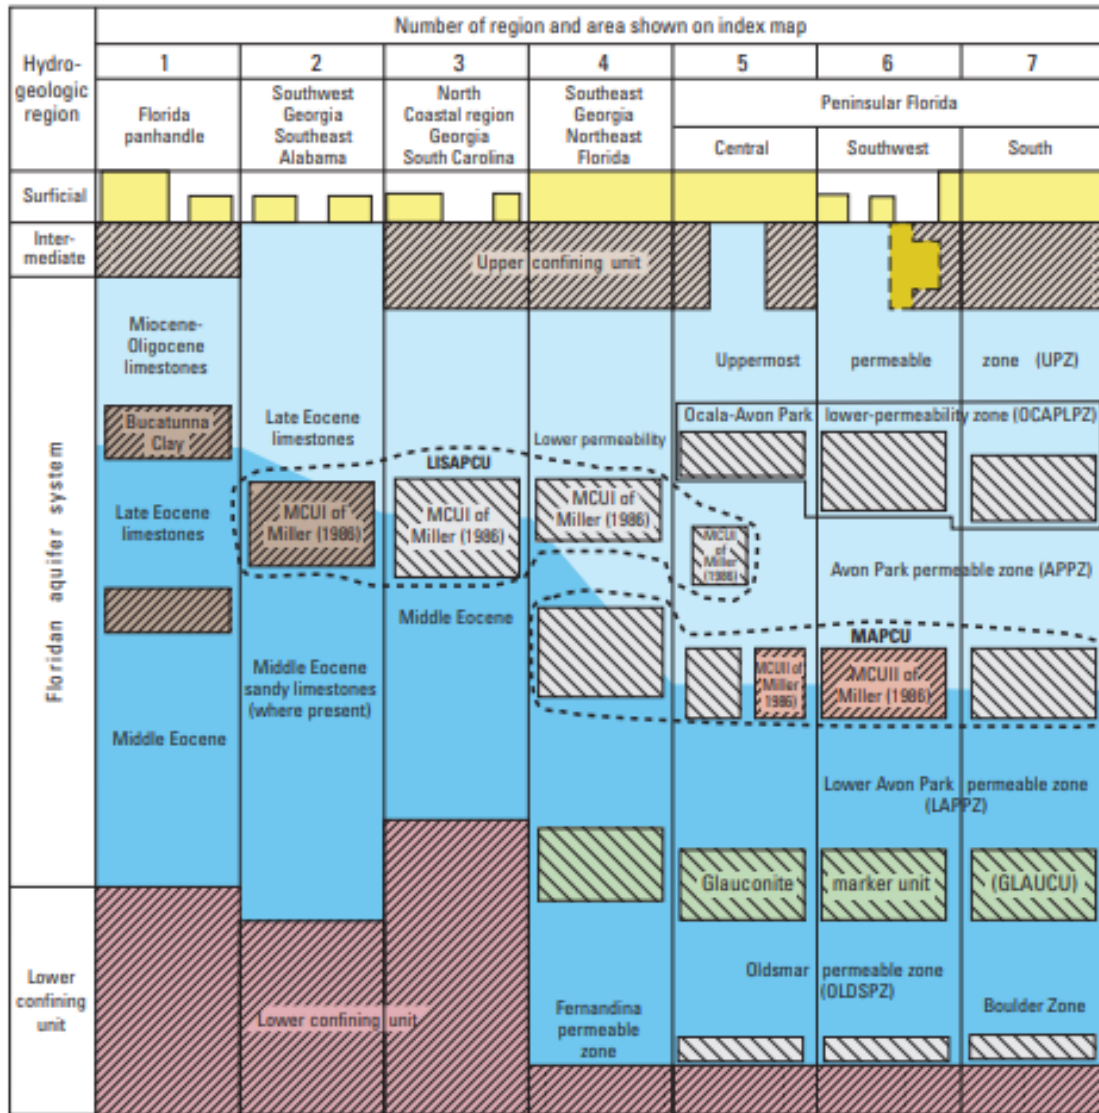 Number of region and area shown on index map
Hydro-
geologic
region
1
2
3
4
5
6
7
Florida
panhandle
Southwest
Georgia
Southeast
Alabama
North
Coastal region
Georgia
South Carolina
Southeast
Georgia
Northeast
Florida
Peninsular Florida
Central
Southwest
South
Surficial
Inter-
mediate
Upper confining unit
Floridan aquifer system
Miocene-
Oligocene
limestones
Uppermost permeable zone (UPZ)
Bucatunna
Clay
Late Eocene
limestones
Lower permeability
Ocala-Avon Park lower-permeability zone (OCAPLPZ)
LISAPCU
Late Eocene
limestones
MCUI of
Miller (1986)
MCUI of
Miller (1986)
MCUI of
Miller (1986)
MCUI
of
Miller
(1986)
Avon Park permeable zone (APPZ)
Middle Eocene
MAPCU
Middle Eocene
sandy limestones
(where present)
MCUII of
Miller
1986)
MCUII of
Miller (1986)
Middle Eocene
Lower Avon Park permeable zone
(LAPPZ)
Glauconite marker unit (GLAUCU)
Lower
confining
unit
Lower confining unit
Fernandina
permeable
zone
Oldsmar permeable zone
(OLDSPZ)
Boulder Zone